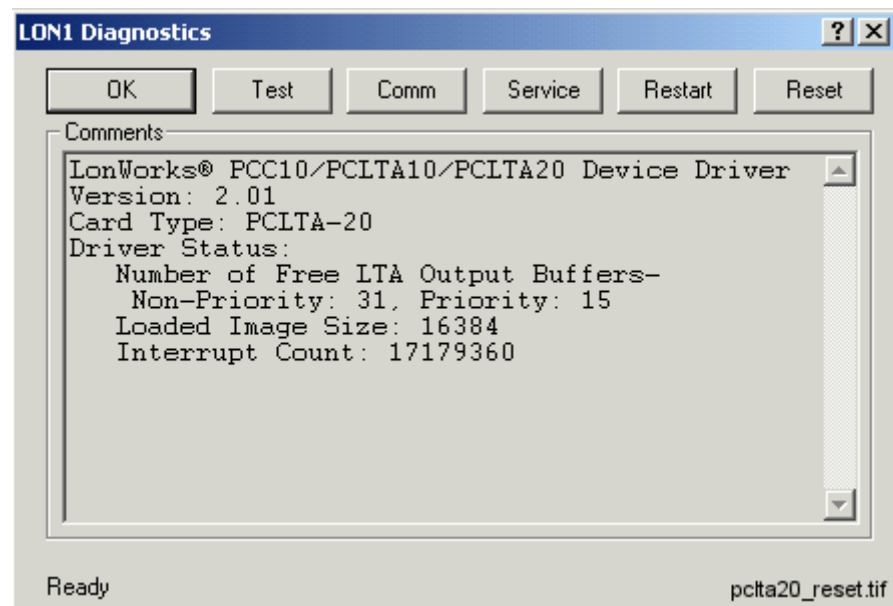 LON1 Diagnostics
OK Test Comm Service Restart Reset
Comments
LonWorks® PCC10/PCLTA10/PCLTA20 Device Driver
Version: 2.01
Card Type: PCLTA-20
Driver Status:
Number of Free LTA Output Buffers-
Non-Priority: 31, Priority: 15
Loaded Image Size: 16384
Interrupt Count: 17179360
Ready
pclta20_reset.tif